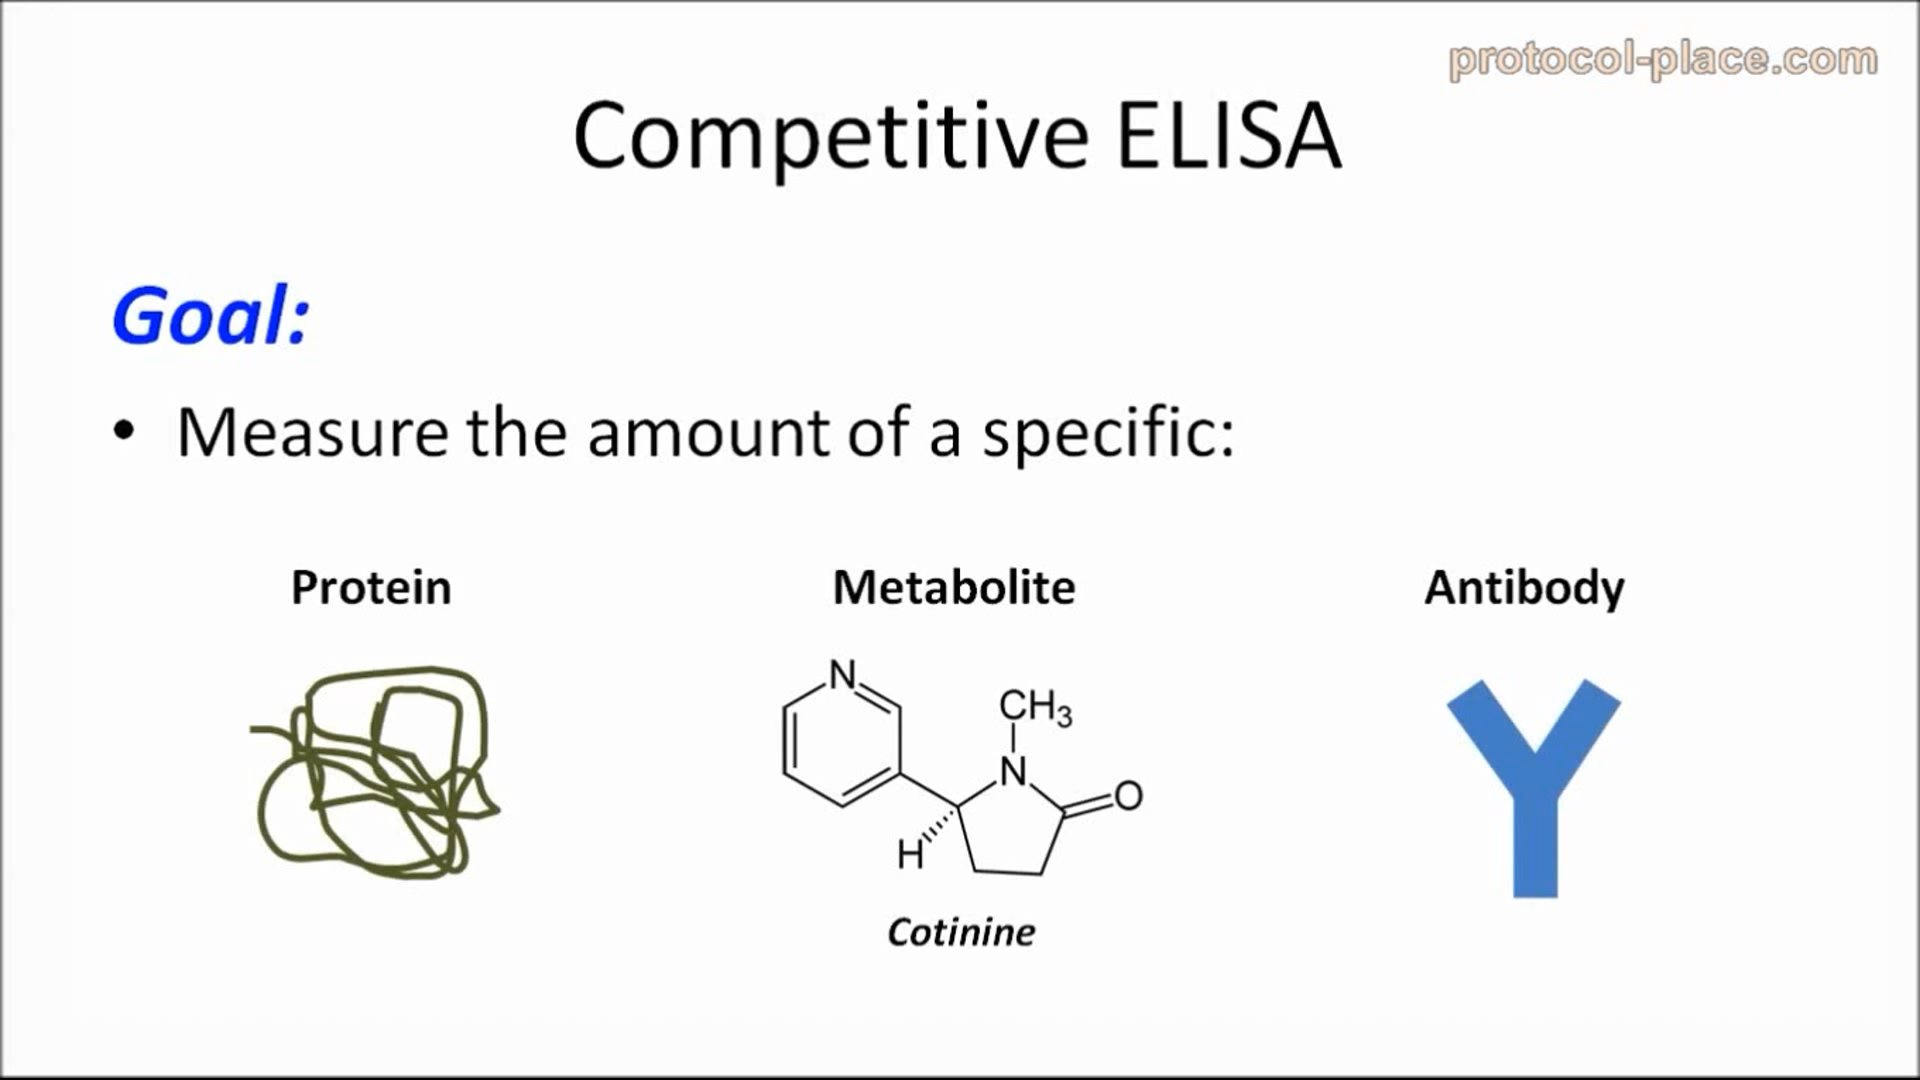 protocol-place.com
Competitive ELISA
Goal:
• Measure the amount of a specific:
Protein
Metabolite
Antibody
N
CH3
N
O
H
Cotinine